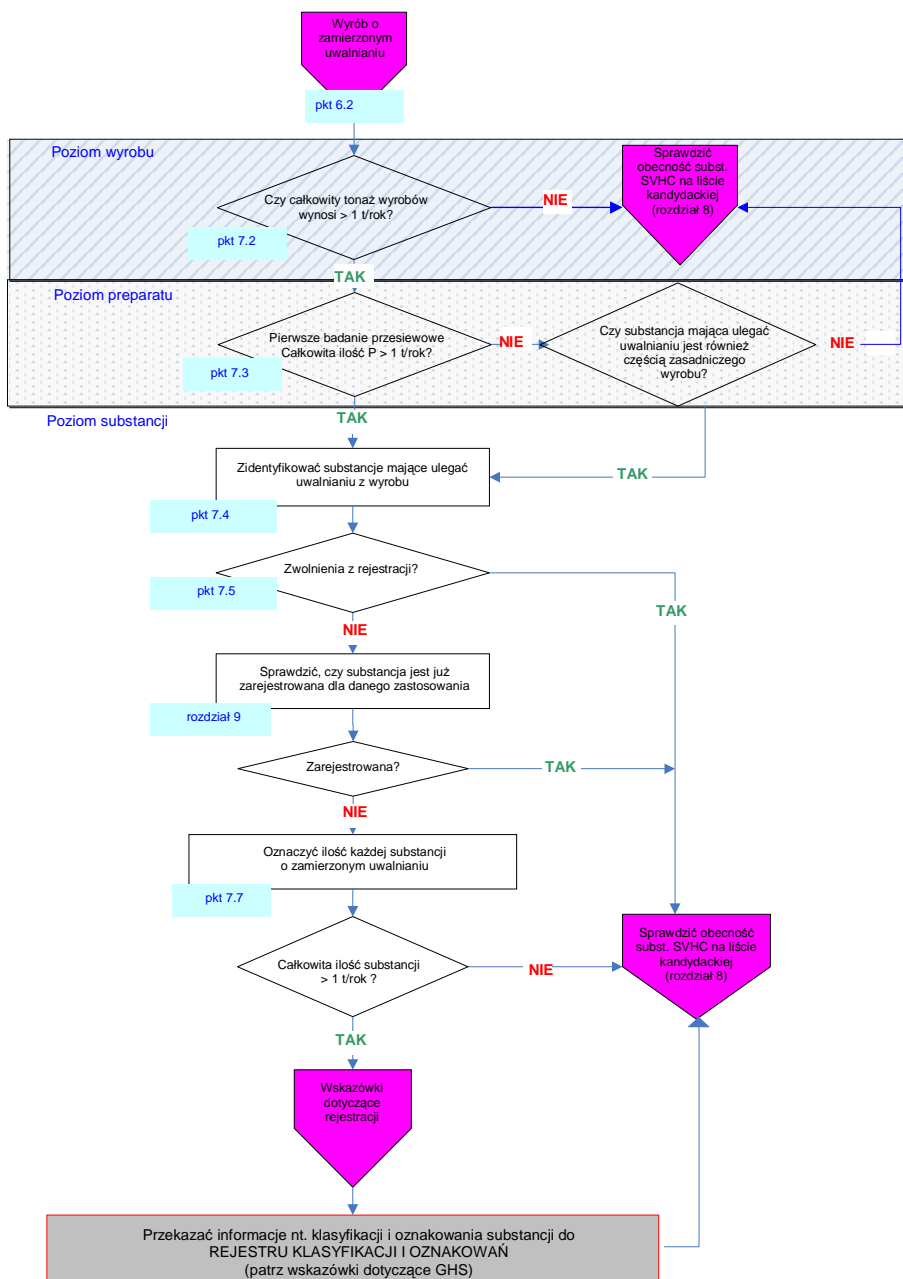 Wyrób o
zamierzonym
uwalnianiu
pkt 6.2
Poziom wyrobu
Czy całkowity tonaż wyrobów
wynosi > 1 t/rok?
pkt 7.2
NIE
Sprawdzić
obecność subst.
SVHC na liście
kandydackiej
(rozdział 8)
TAK
Poziom preparatu
Pierwsze badanie przesiewowe
Całkowita ilość P > 1 t/rok?
pkt 7.3
NIE
Czy substancja mająca ulegać
uwalnianiu jest również
częścią zasadniczego
wyrobu?
NIE
Poziom substancji
TAK
TAK
Zidentyfikować substancje mające ulegać
uwalnianiu z wyrobu
pkt 7.4
Zwolnienia z rejestracji?
pkt 7.5
TAK
NIE
Sprawdzić, czy substancja jest już
zarejestrowana dla danego zastosowania
rozdział 9
Zarejestrowana?
TAK
NIE
Oznaczyć ilość każdej substancji
o zamierzonym uwalnianiu
pkt 7.7
Całkowita ilość substancji
> 1 t/rok ?
NIE
Sprawdzić obecność
subst. SVHC na liście
kandydackiej
(rozdział 8)
TAK
Wskazówki
dotyczące
rejestracji
Przekazać informacje nt. klasyfikacji i oznakowania substancji do
REJESTRU KLASYFIKACJI I OZNAKOWAŃ
(patrz wskazówki dotyczące GHS)